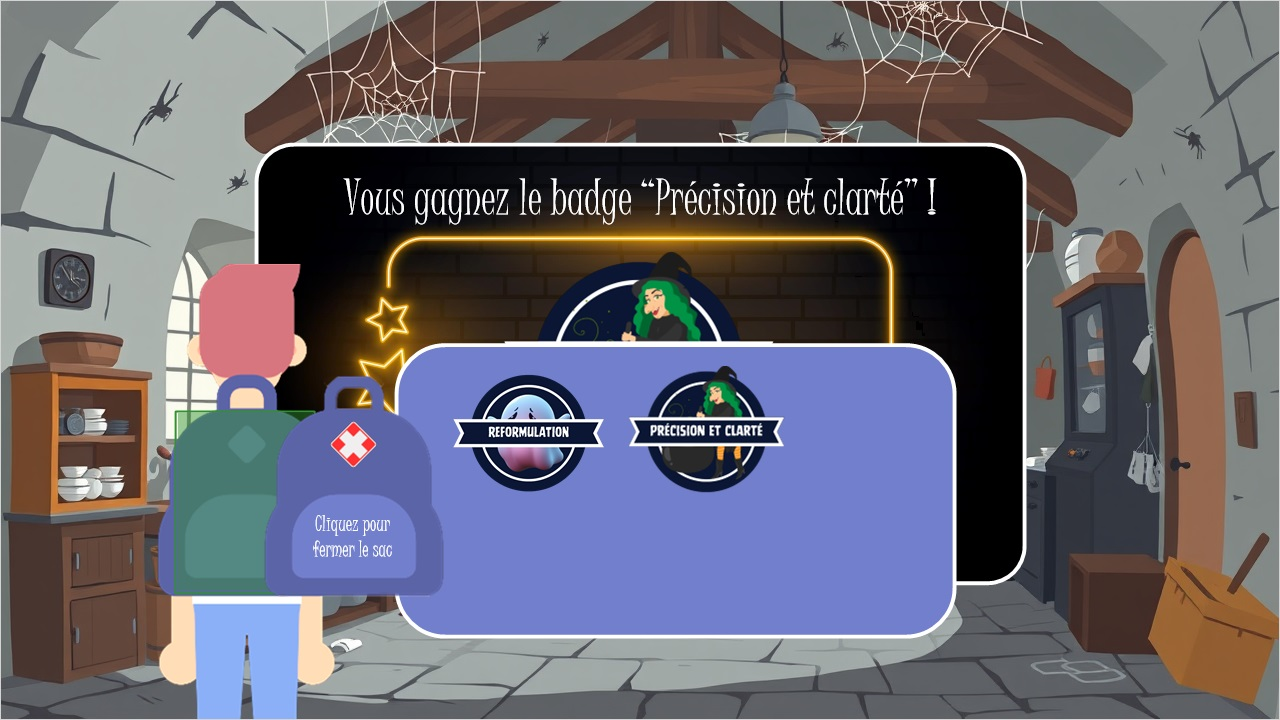 Vous gagnez le badge “Précision et clarté” !
REFORMULATION
PRÉCISION ET CLARTÉ
Cliquez pour
fermer le sac